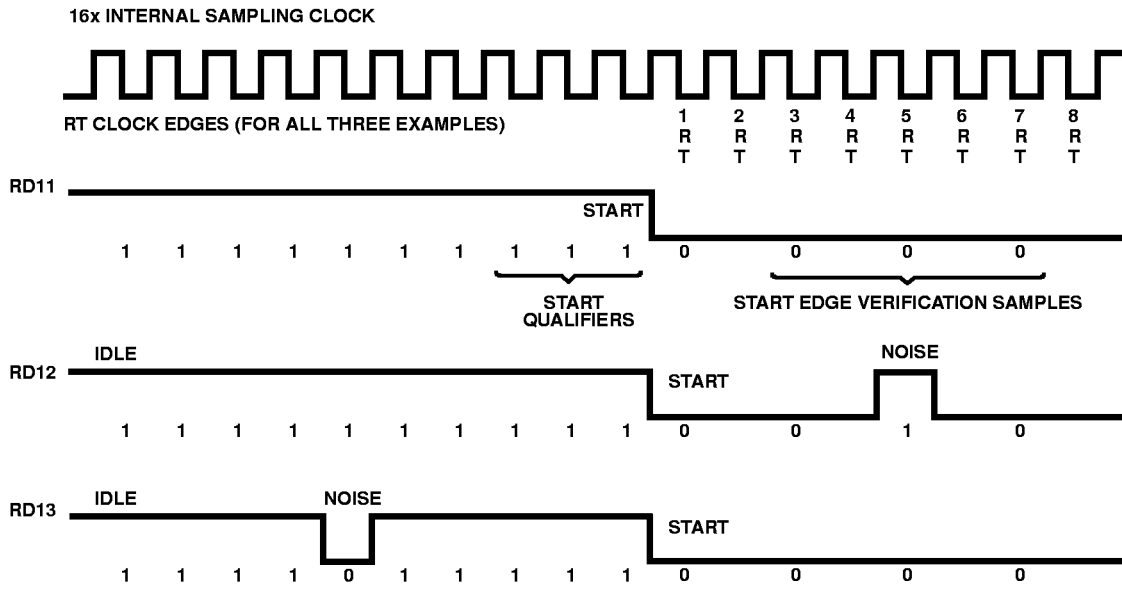 16x INTERNAL SAMPLING CLOCK
RT CLOCK EDGES (FOR ALL THREE EXAMPLES)
1 2 3 4 5 6 7 8
R R R R R R R R
T T T T T T T T
RD11
START
1 1 1 1 1 1 1 1 1 1 0 0 0 0
START
QUALIFIERS
START EDGE VERIFICATION SAMPLES
IDLE
NOISE
RD12
START
1 1 1 1 1 1 1 1 1 1 0 0 1 0
IDLE
NOISE
RD13
START
1 1 1 1 0 1 1 1 1 1 0 0 0 0